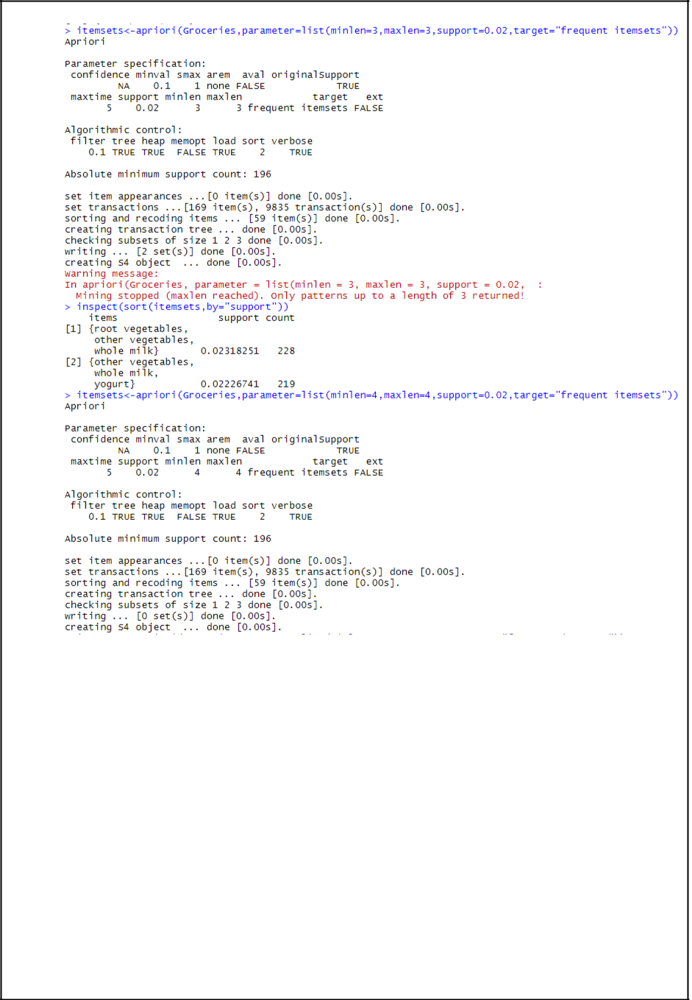 > itemsets<-apriori(Groceries,parameter=list(minlen=3,maxlen=3,support=0.02,target="frequent itemsets"))
Apriori
Parameter specification:
confidence minval smax arem aval originalSupport
NA 0.1 1 none FALSE TRUE
maxtime support minlen maxlen target ext
5 0.02 3 3 frequent itemsets FALSE
Algorithmic control:
filter tree heap memopt load sort verbose
0.1 TRUE TRUE FALSE TRUE 2 TRUE
Absolute minimum support count: 196
set item appearances ...[0 item(s)] done [0.00s].
set transactions ...[169 item(s), 9835 transaction(s)] done [0.00s].
sorting and recoding items ... [59 item(s)] done [0.00s].
creating transaction tree ... done [0.00s].
checking subsets of size 1 2 3 done [0.00s].
writing ... [2 set(s)] done [0.00s].
creating S4 object ... done [0.00s].
Warning message:
In apriori(Groceries, parameter = list(minlen = 3, maxlen = 3, support = 0.02, :
Mining stopped (maxlen reached). Only patterns up to a length of 3 returned!
> inspect(sort(itemsets,by="support"))
items support count
[1] {root vegetables,
other vegetables,
whole milk} 0.02318251 228
[2] {other vegetables,
whole milk,
yogurt} 0.02226741 219
> itemsets<-apriori(Groceries,parameter=list(minlen=4,maxlen=4,support=0.02,target="frequent itemsets"))
Apriori
Parameter specification:
confidence minval smax arem aval originalSupport
NA 0.1 1 none FALSE TRUE
maxtime support minlen maxlen target ext
5 0.02 4 4 frequent itemsets FALSE
Algorithmic control:
filter tree heap memopt load sort verbose
0.1 TRUE TRUE FALSE TRUE 2 TRUE
Absolute minimum support count: 196
set item appearances ...[0 item(s)] done [0.00s].
set transactions ...[169 item(s), 9835 transaction(s)] done [0.00s].
sorting and recoding items ... [59 item(s)] done [0.00s].
creating transaction tree ... done [0.00s].
checking subsets of size 1 2 3 done [0.00s].
writing ... [0 set(s)] done [0.00s].
creating S4 object ... done [0.00s].